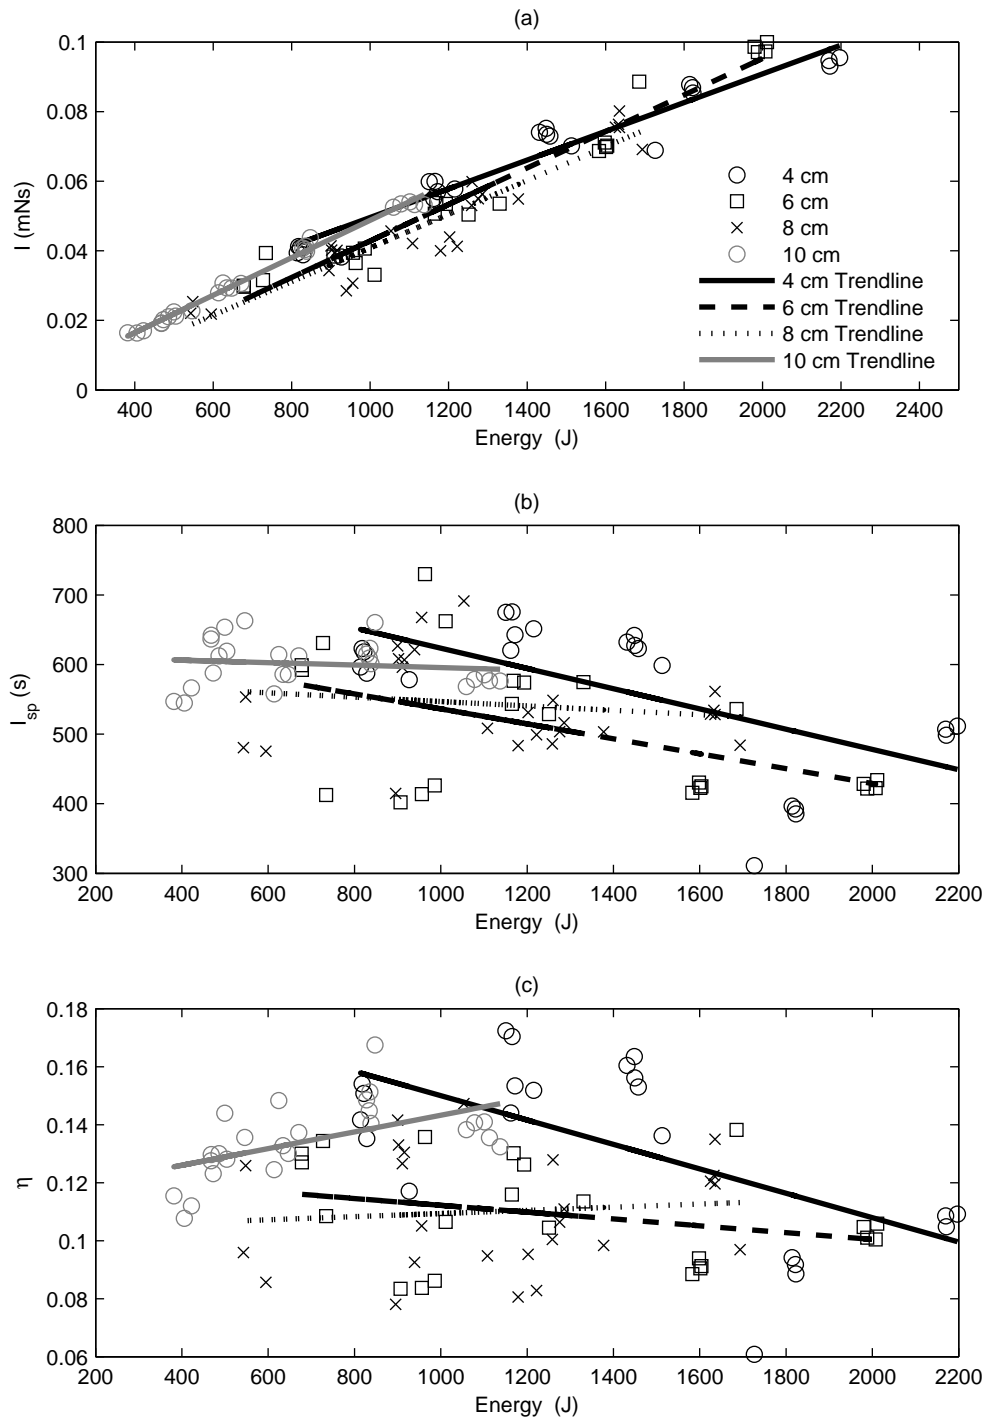 (a)
0.1
0.08
0.06
0.04
0.02
0
I (mNs)
4 cm
6 cm
8 cm
10 cm
4 cm Trendline
6 cm Trendline
8 cm Trendline
10 cm Trendline
400 600 800 1000 1200 1400 1600 1800 2000 2200 2400
Energy (J)
(b)
800
700
600
500
400
300
I_sp (s)
200 400 600 800 1000 1200 1400 1600 1800 2000 2200
Energy (J)
(c)
0.18
0.16
0.14
0.12
0.1
0.08
0.06
η
200 400 600 800 1000 1200 1400 1600 1800 2000 2200
Energy (J)